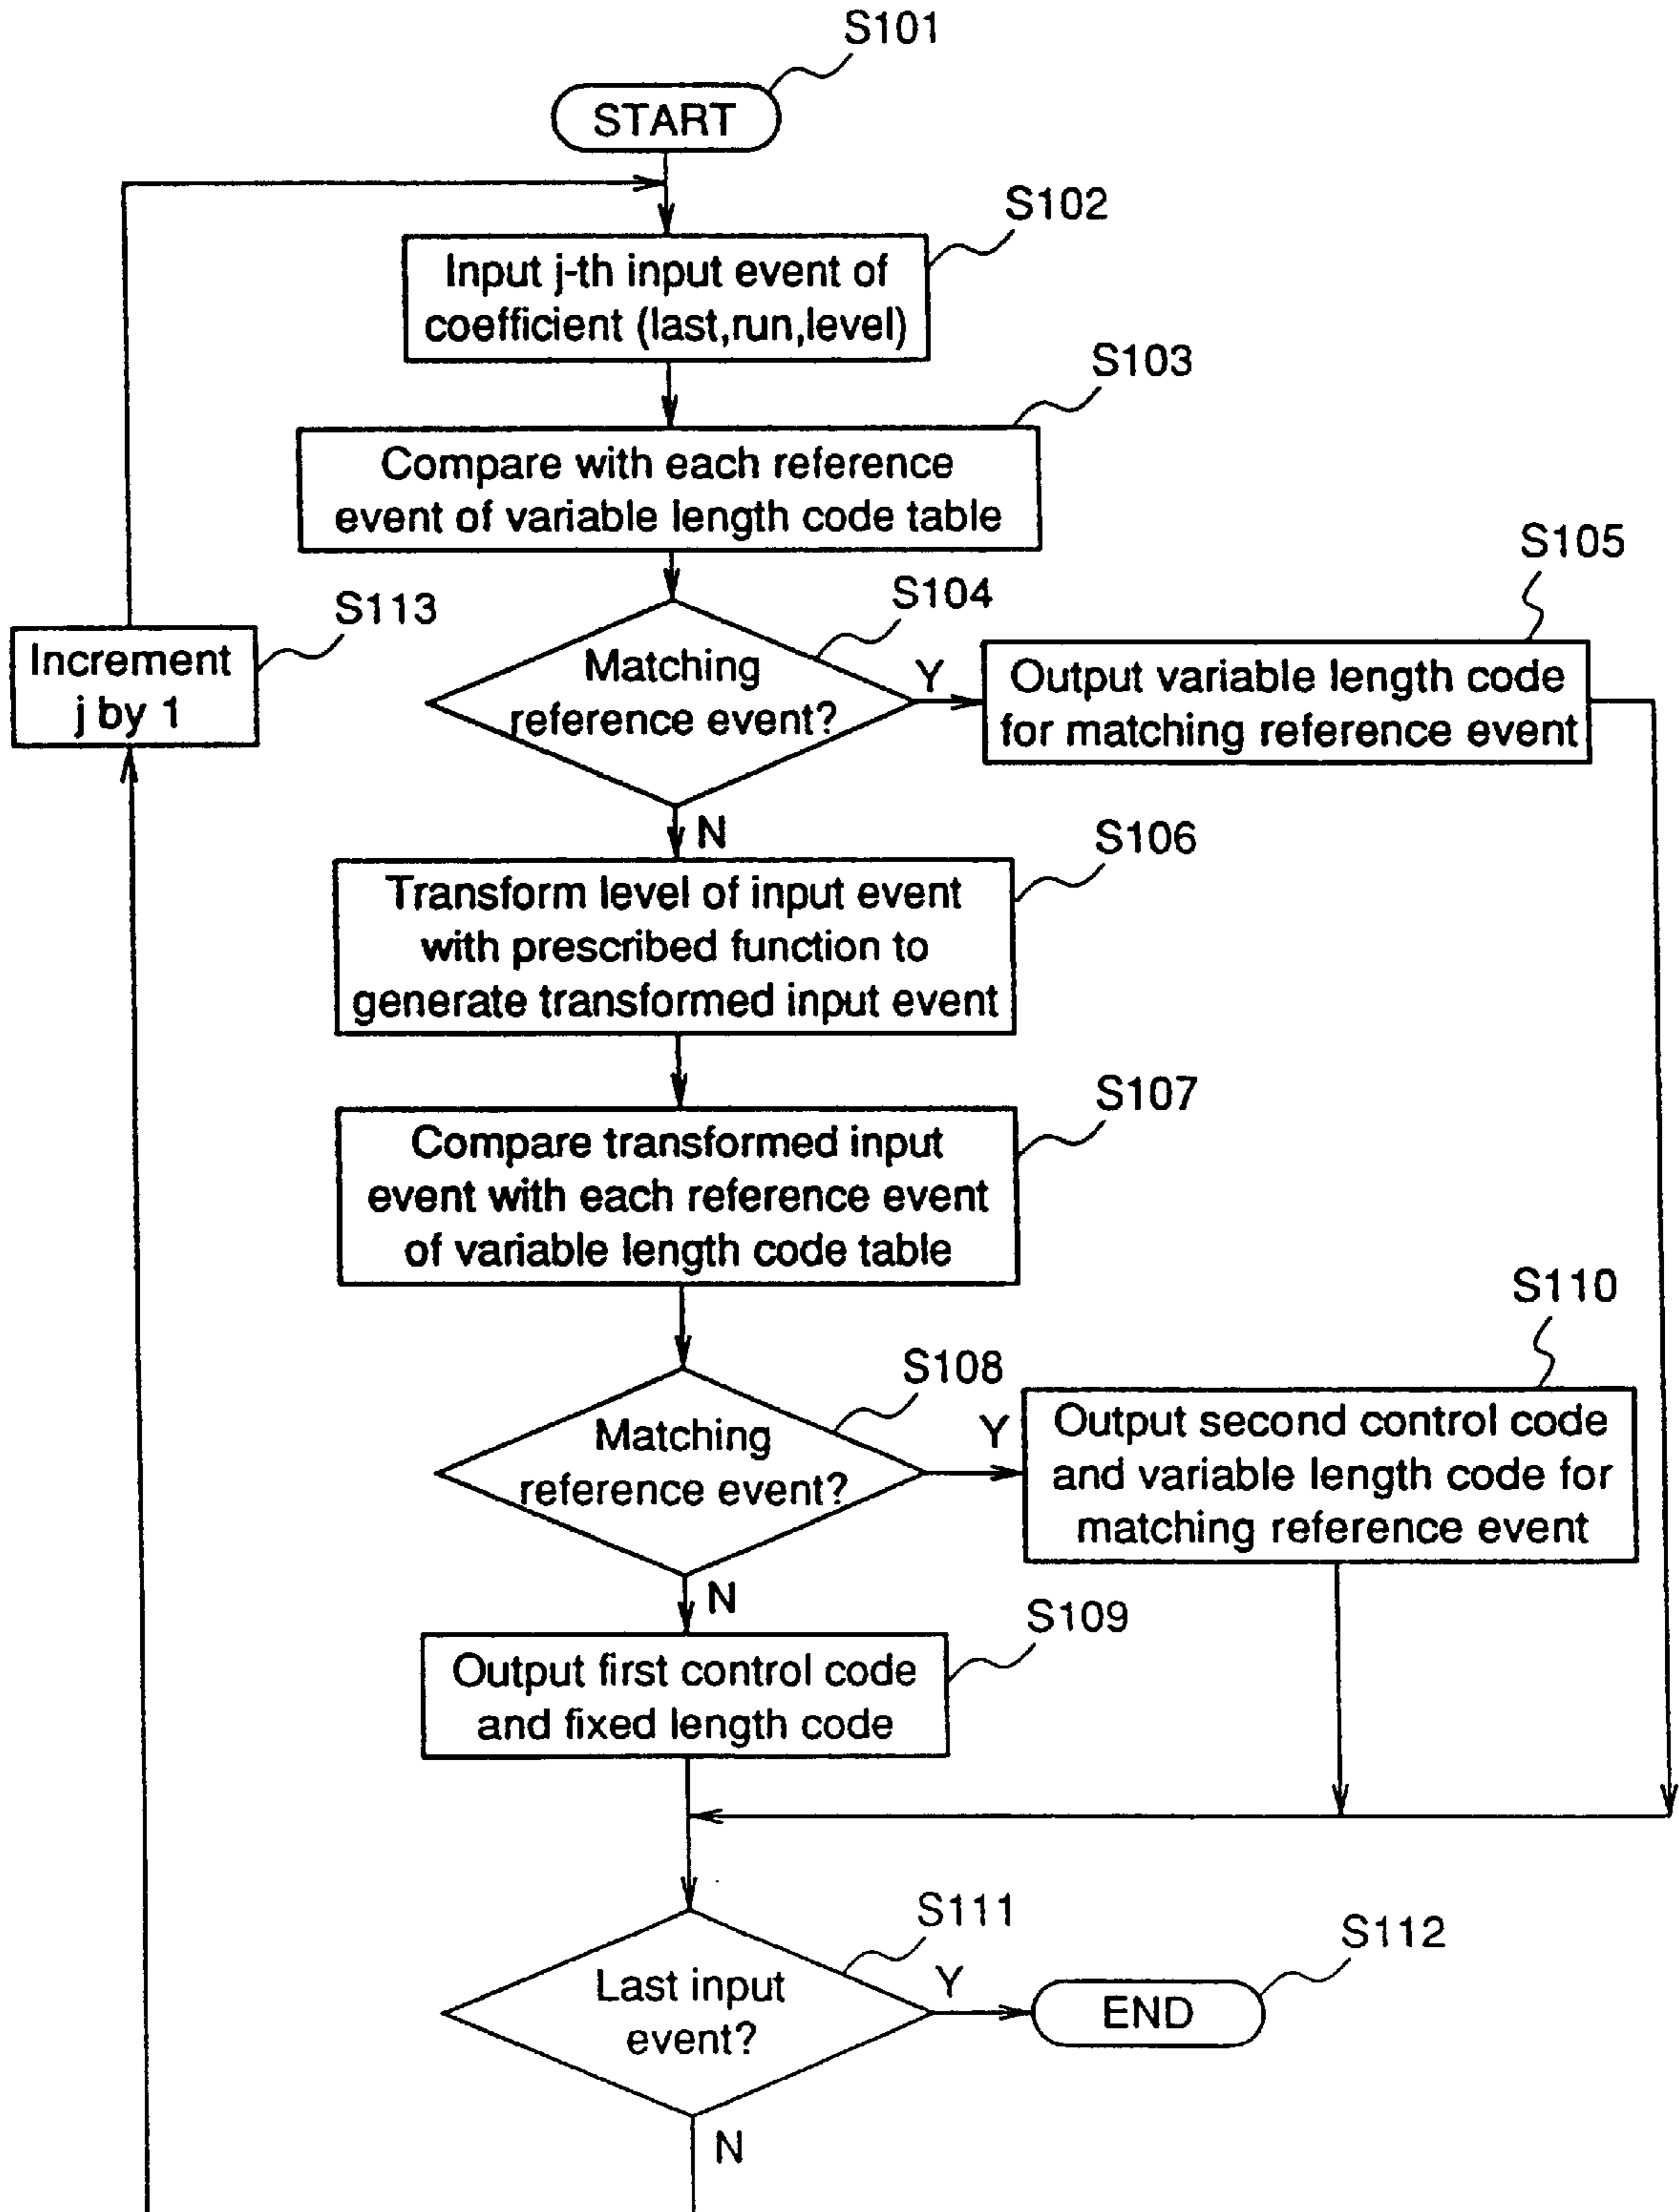 S101
START
S102
Input j-th input event of
coefficient (last,run,level)
S103
Compare with each reference
event of variable length code table
S104
Matching
reference event?
Y
S105
Output variable length code
for matching reference event
S113
Increment
j by 1
N
S106
Transform level of input event
with prescribed function to
generate transformed input event
S107
Compare transformed input
event with each reference event
of variable length code table
S108
Matching
reference event?
Y
S110
Output second control code
and variable length code for
matching reference event
N
S109
Output first control code
and fixed length code
S111
Last input
event?
Y
S112
END
N